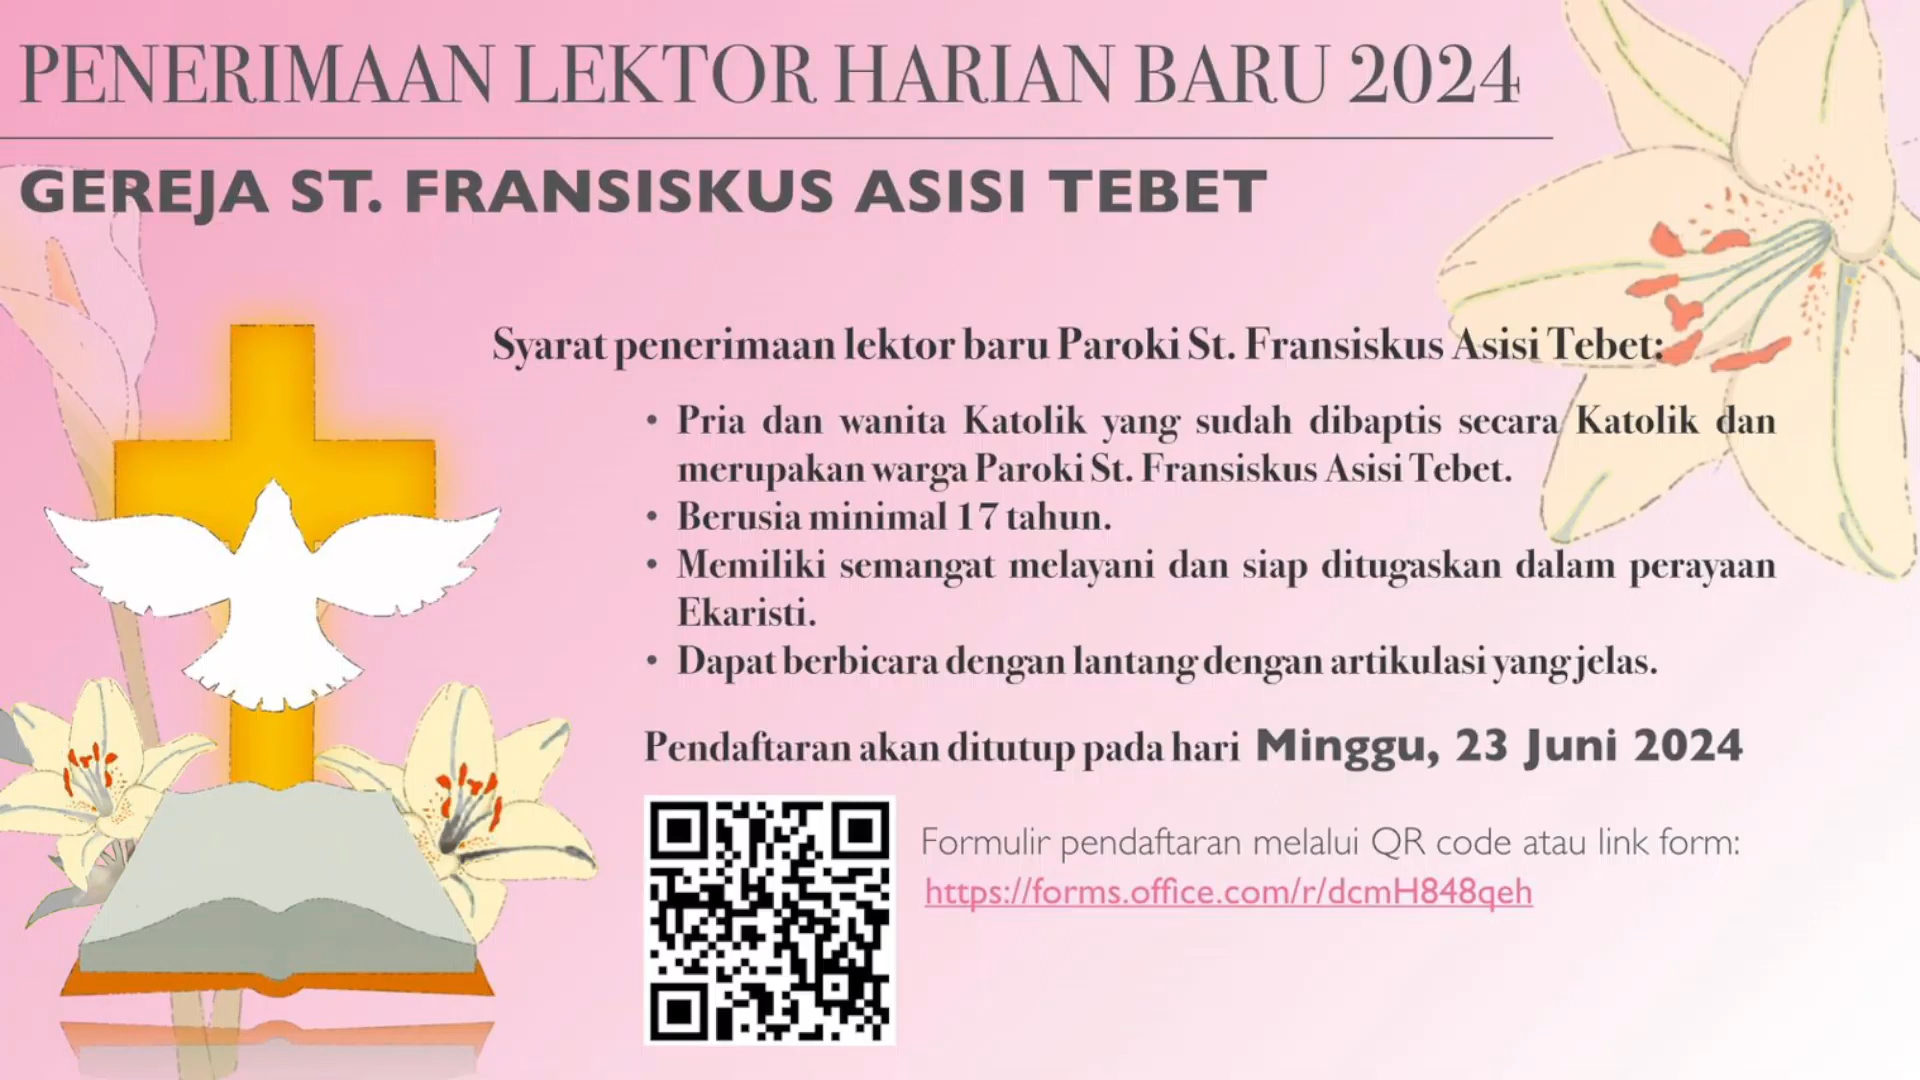 PENERIMAAN LEKTOR HARIAN BARU 2024
GEREJA ST. FRANSISKUS ASISI TEBET
Syarat penerimaan lektor baru Paroki St. Fransiskus Asisi Tebet:
• Pria dan wanita Katolik yang sudah dibaptis secara Katolik dan
merupakan warga Paroki St. Fransiskus Asisi Tebet.
• Berusia minimal 17 tahun.
• Memiliki semangat melayani dan siap ditugaskan dalam perayaan
Ekaristi.
• Dapat berbicara dengan lantang dengan artikulasi yang jelas.
Pendaftaran akan ditutup pada hari Minggu, 23 Juni 2024
Formulir pendaftaran melalui QR code atau link form:
https://forms.office.com/r/dcmH848qeh